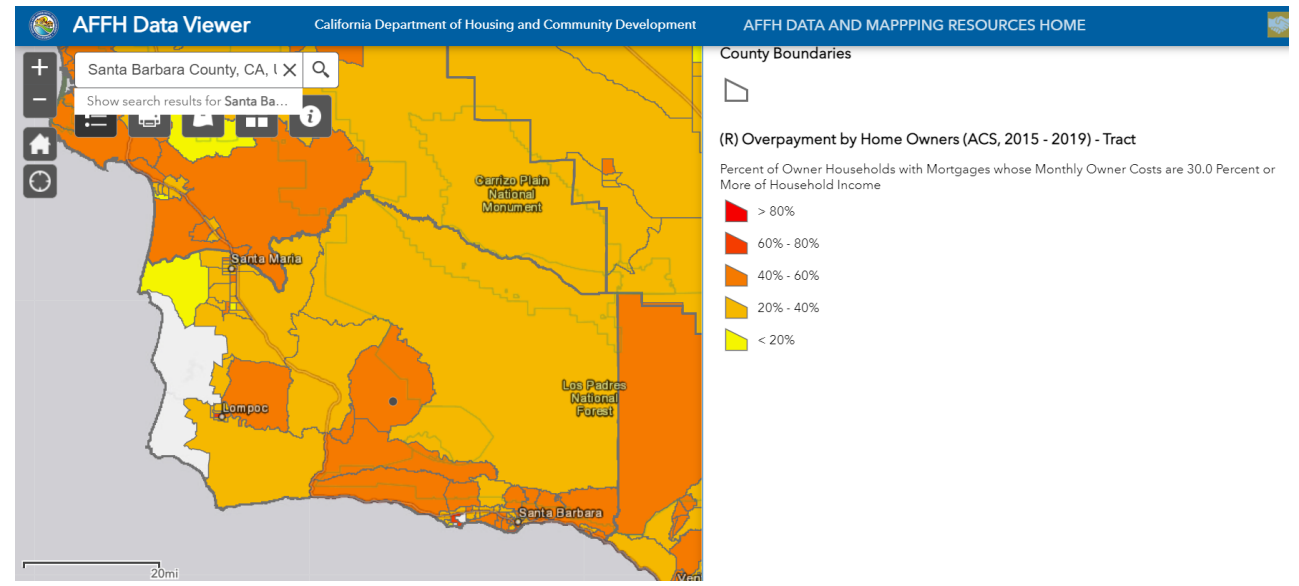 AFFH Data Viewer
California Department of Housing and Community Development
AFFH DATA AND MAPPPING RESOURCES HOME
+
Santa Barbara County, CA, U
Show search results for Santa Ba...
−
Carrizo Plain
National
Monument
Santa Maria
Los Padres
National
Forest
Lompoc
Santa Barbara
Ven
20mi
County Boundaries
(R) Overpayment by Home Owners (ACS, 2015 - 2019) - Tract
Percent of Owner Households with Mortgages whose Monthly Owner Costs are 30.0 Percent or
More of Household Income
> 80%
60% - 80%
40% - 60%
20% - 40%
< 20%